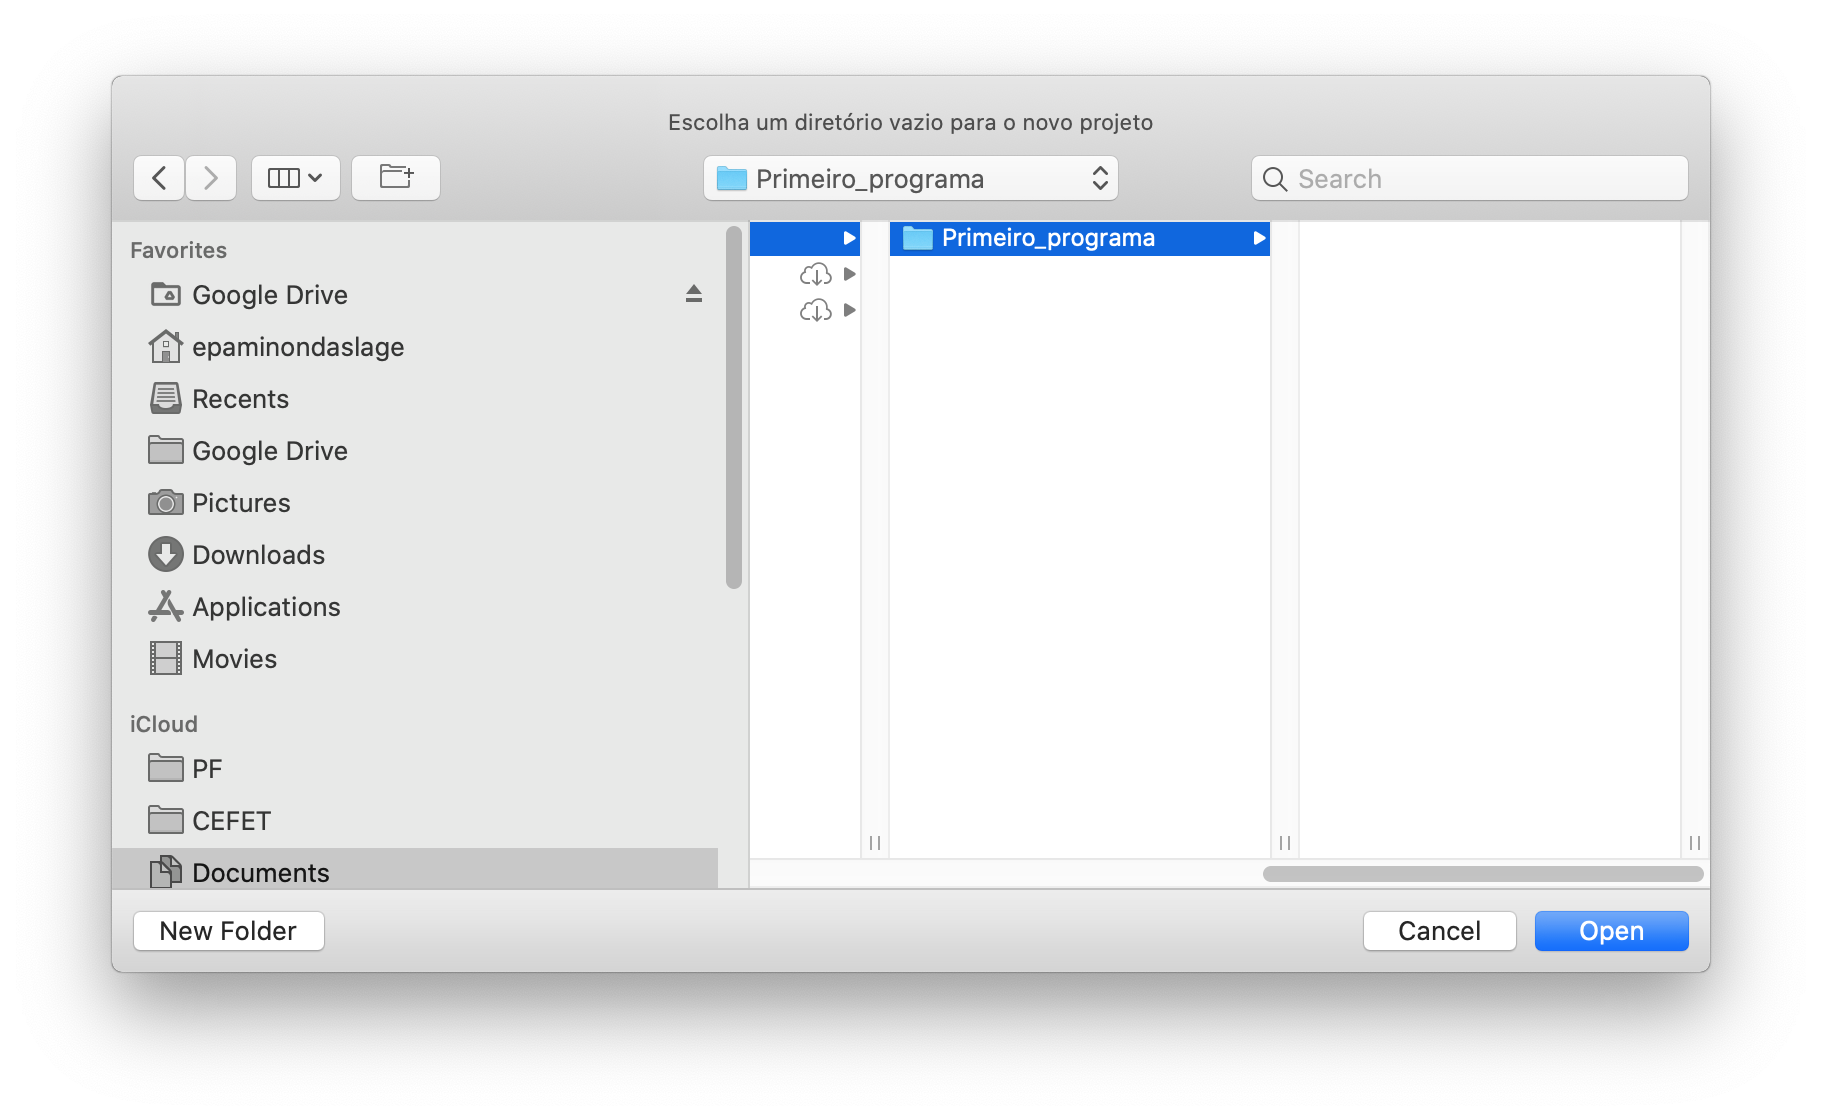 Escolha um diretório vazio para o novo projeto
Primeiro_programa
Search
Favorites
Google Drive
epaminondaslage
Recents
Google Drive
Pictures
Downloads
Applications
Movies
iCloud
PF
CEFET
Documents
Primeiro_programa
New Folder
Cancel
Open